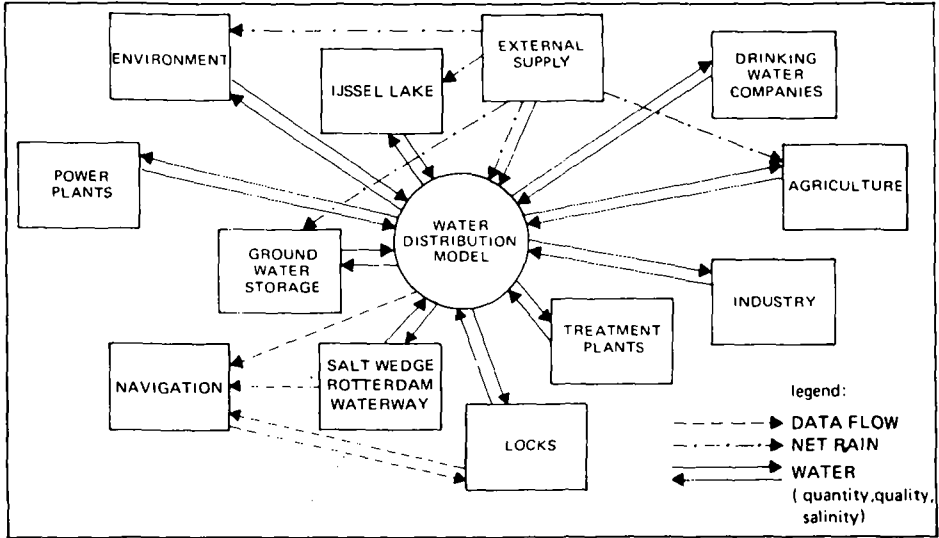 ENVIRONMENT
IJSSEL LAKE
EXTERNAL
SUPPLY
DRINKING
WATER
COMPANIES
POWER
PLANTS
AGRICULTURE
WATER
DISTRIBUTION
MODEL
GROUND
WATER
STORAGE
INDUSTRY
TREATMENT
PLANTS
NAVIGATION
SALT WEDGE
ROTTERDAM
WATERWAY
LOCKS
legend:
DATA FLOW
NET RAIN
WATER
(quantity,quality,
salinity)